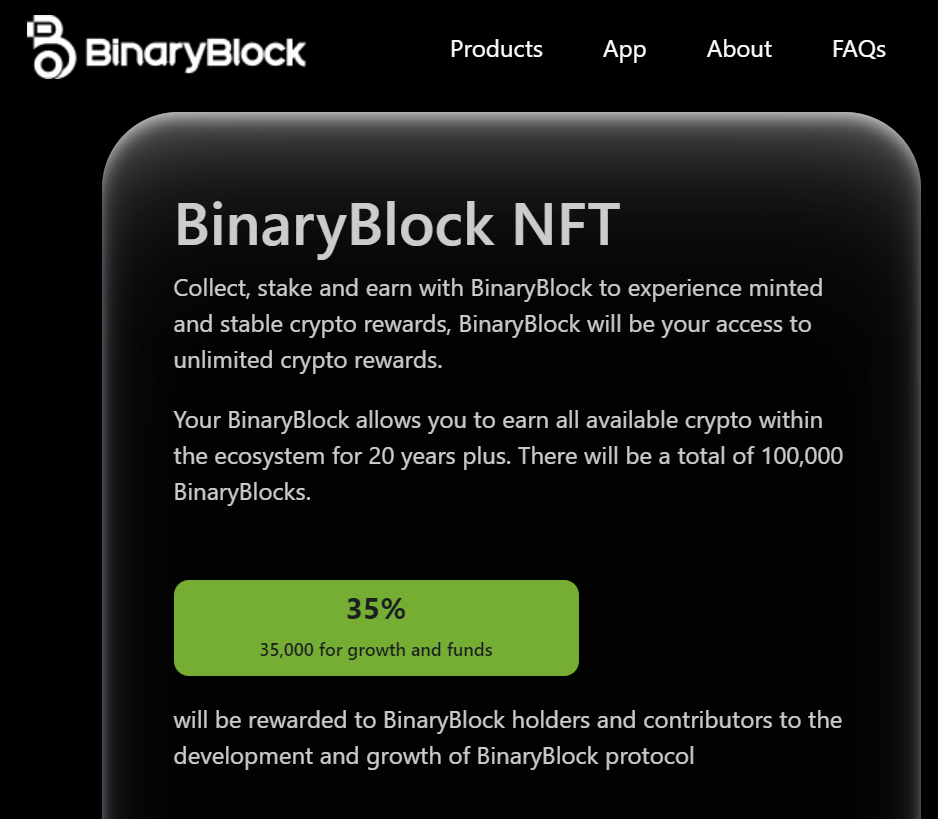 BinaryBlock
Products
App
About
FAQs
BinaryBlock NFT
Collect, stake and earn with BinaryBlock to experience minted
and stable crypto rewards, BinaryBlock will be your access to
unlimited crypto rewards.
Your BinaryBlock allows you to earn all available crypto within
the ecosystem for 20 years plus. There will be a total of 100,000
BinaryBlocks.
35%
35,000 for growth and funds
will be rewarded to BinaryBlock holders and contributors to the
development and growth of BinaryBlock protocol